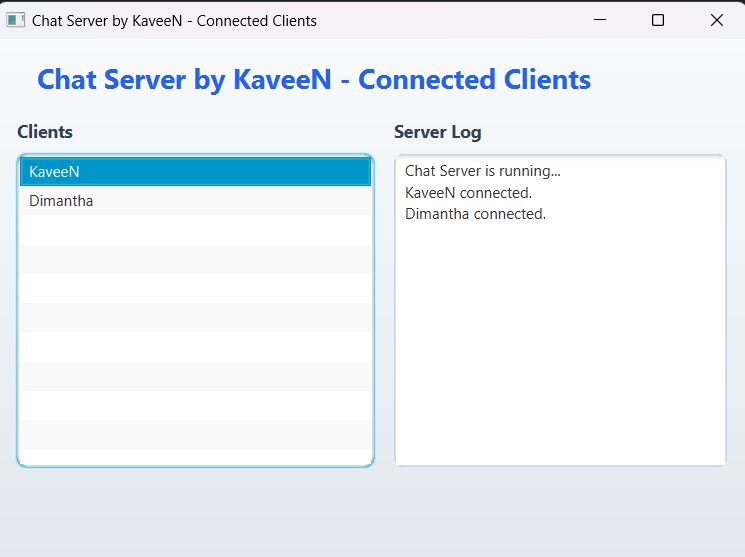 Chat Server by KaveeN - Connected Clients
Chat Server by KaveeN - Connected Clients
Clients
KaveeN
Dimantha
Server Log
Chat Server is running...
KaveeN connected.
Dimantha connected.